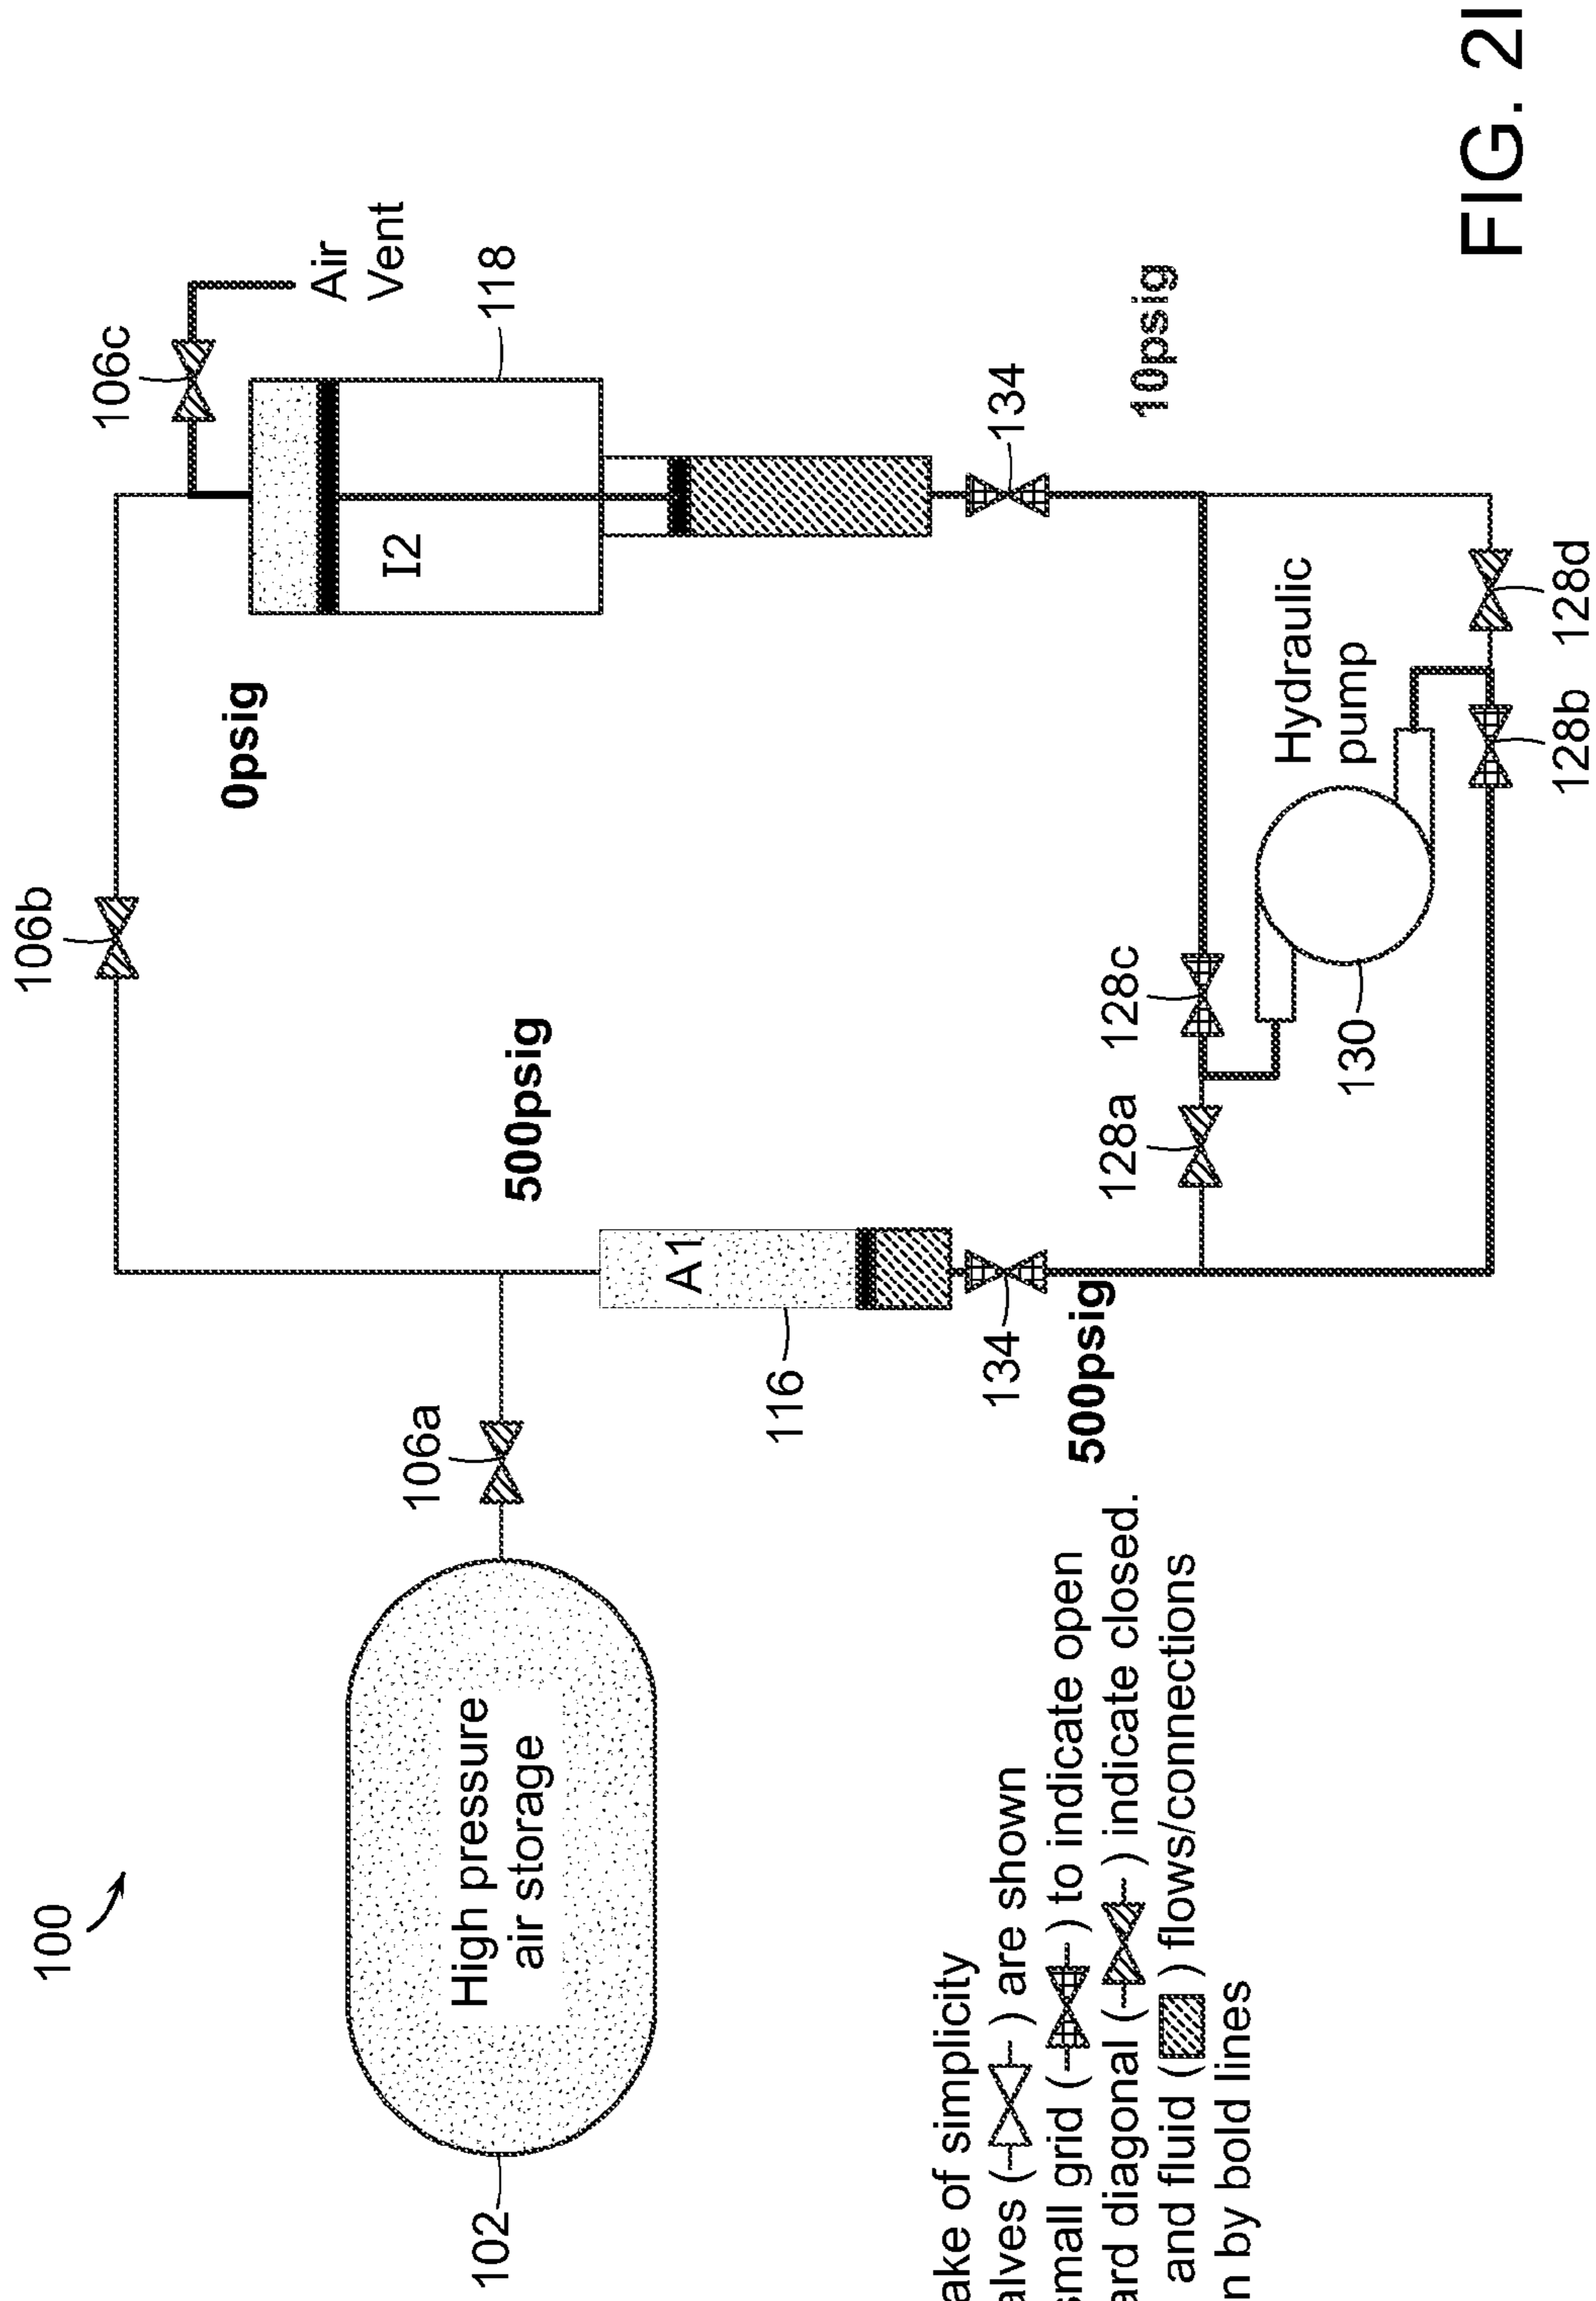 100
102
High pressure
air storage
106a
106b
106c
Air
Vent
0psig
500psig
I2
118
A1
116
134
500psig
134
10psig
128a
128c
Hydraulic
pump
130
128b
128d
ake of simplicity
alves ( ) are shown
small grid ( ) to indicate open
ard diagonal ( ) indicate closed.
and fluid ( ) flows/connections
n by bold lines
FIG. 2I